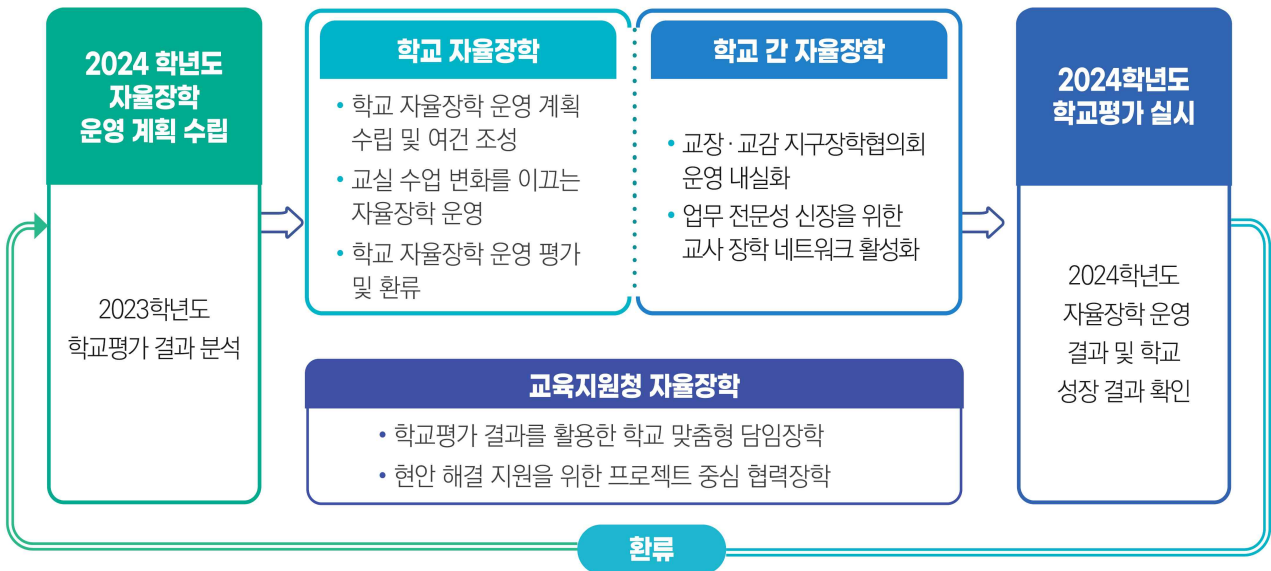 2024 학년도
자율장학
운영 계획 수립
2023학년도
학교평가 결과 분석
학교 자율장학
• 학교 자율장학 운영 계획
수립 및 여건 조성
• 교실 수업 변화를 이끄는
자율장학 운영
• 학교 자율장학 운영 평가
및 환류
학교 간 자율장학
• 교장·교감 지구장학협의회
운영 내실화
• 업무 전문성 신장을 위한
교사 장학 네트워크 활성화
교육지원청 자율장학
• 학교평가 결과를 활용한 학교 맞춤형 담임장학
• 현안 해결 지원을 위한 프로젝트 중심 협력장학
2024학년도
학교평가 실시
2024학년도
자율장학 운영
결과 및 학교
성장 결과 확인
환류